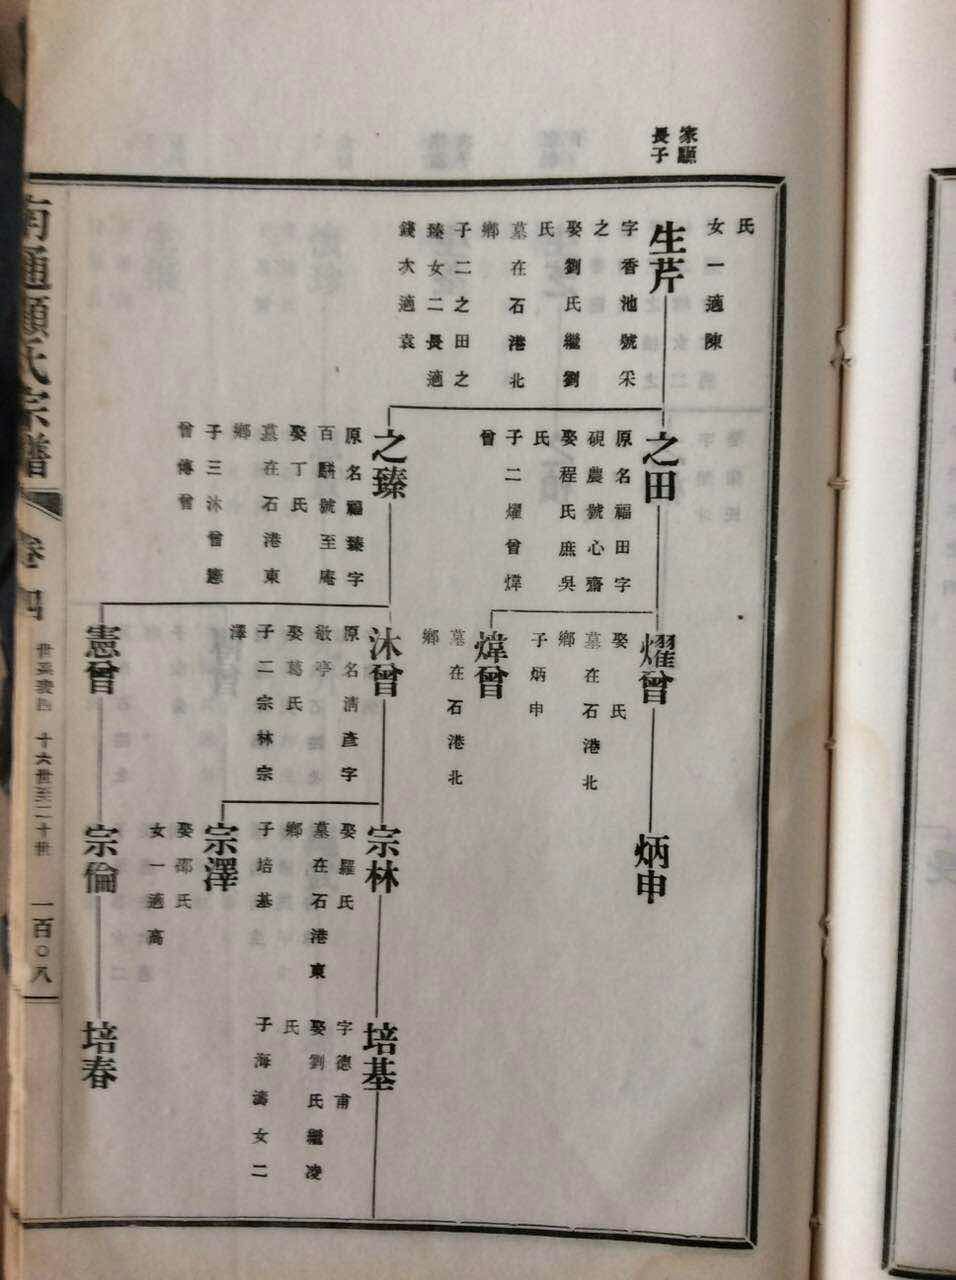 家願
長子
氏
女一適陳
生芹
字香池號采
之
娶劉氏繼劉
氏
墓在石港北
鄉
子二之田之
臻女二長適
錢次適袁
之田
原名福田字
硯農號心齋
娶程氏庶吳
氏
子二燿曾煒
曾
之臻
原名福臻字
百駢號至庵
娶丁氏
墓在石港東
鄉
子三沐曾憲
曾傳曾
燿曾
娶氏
墓在石港北
鄉
子炳申
煒曾
墓在石港北
鄉
沐曾
原名清彥字
敬亭
娶葛氏
子二宗林宗
澤
憲曾
炳申
宗林
娶羅氏
墓在石港東
鄉
子培基
宗澤
娶邵氏
女一適高
宗倫
培基
字德甫
娶劉氏繼凌
氏
子海濤女二
培春
南通顧氏宗譜
卷四
世系表四 十六世至二十世
一百〇八